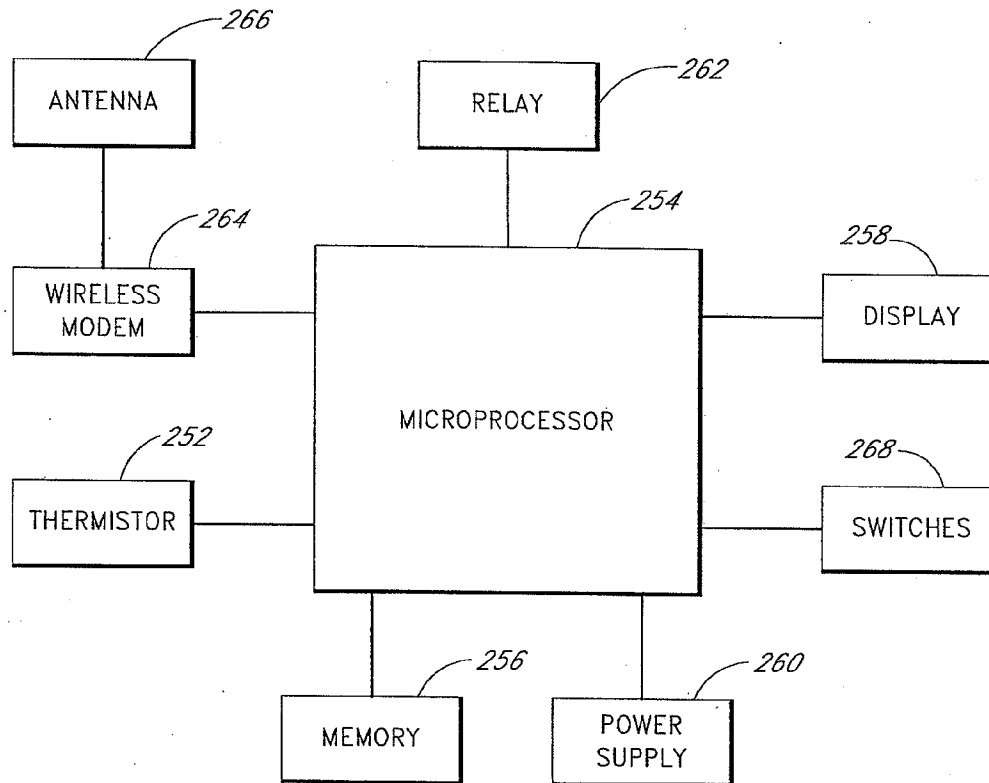 266
ANTENNA
262
RELAY
264
WIRELESS
MODEM
254
MICROPROCESSOR
258
DISPLAY
252
THERMISTOR
268
SWITCHES
256
MEMORY
260
POWER
SUPPLY